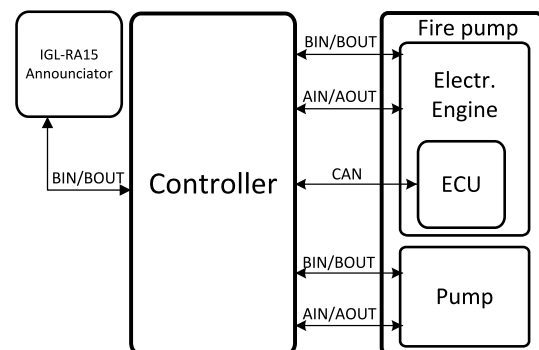 IGL-RA15
Announciator
BIN/BOUT
Controller
BIN/BOUT
AIN/AOUT
CAN
BIN/BOUT
AIN/AOUT
Fire pump
Electr.
Engine
ECU
Pump